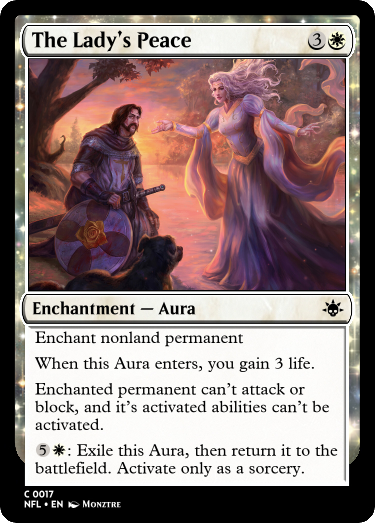 The Lady's Peace 3
Enchantment — Aura
Enchant nonland permanent
When this Aura enters, you gain 3 life.
Enchanted permanent can't attack or
block, and it's activated abilities can't be
activated.
5 : Exile this Aura, then return it to the
battlefield. Activate only as a sorcery.
C 0017
NFL • EN Monztre